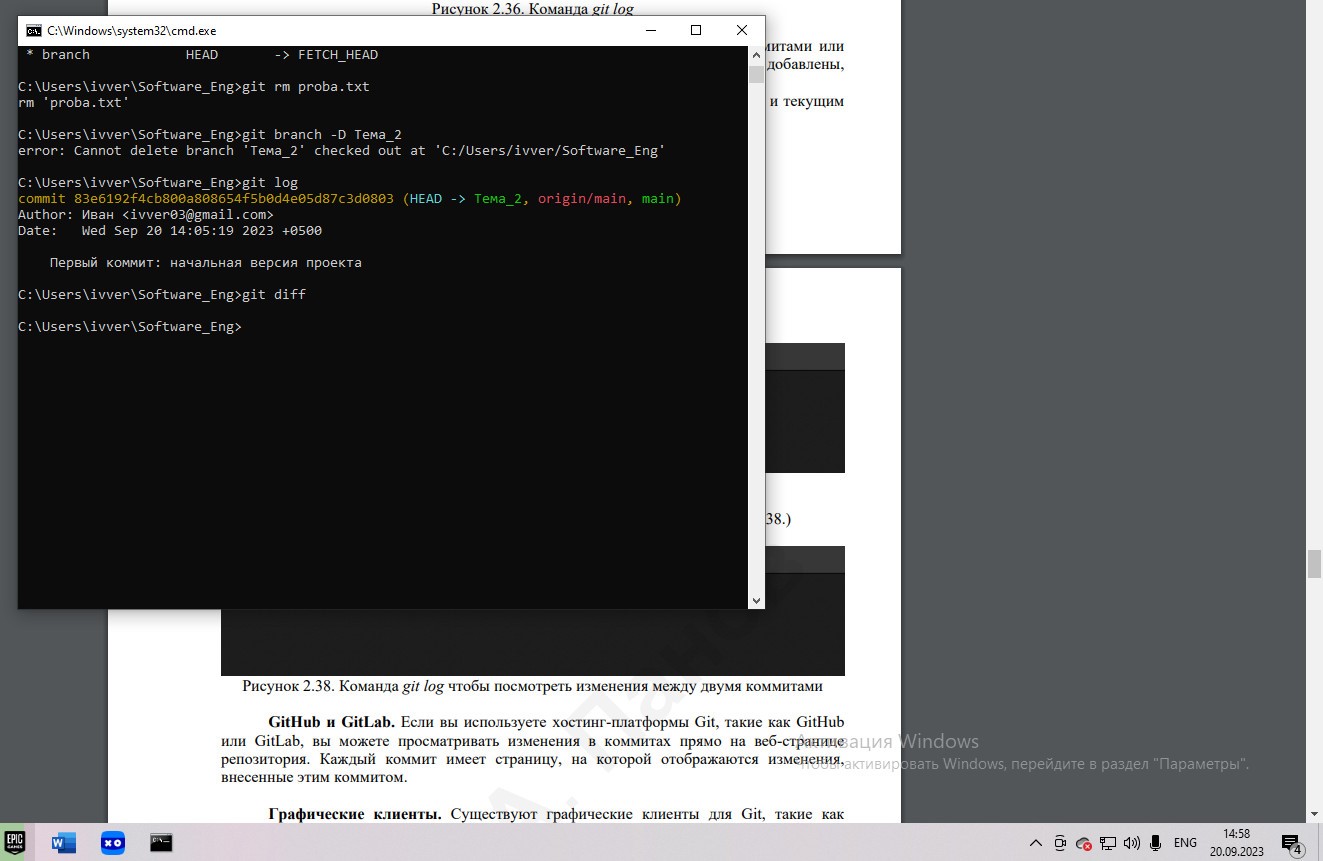 Рисунок 2.36. Команда git log
C:\Windows\system32\cmd.exe
* branch HEAD -> FETCH_HEAD
C:\Users\ivver\Software_Eng>git rm proba.txt
rm 'proba.txt'
C:\Users\ivver\Software_Eng>git branch -D Тема_2
error: Cannot delete branch 'Тема_2' checked out at 'C:/Users/ivver/Software_Eng'
C:\Users\ivver\Software_Eng>git log
commit 83e6192f4cb800a808654f5b0d4e05d87c3d0803 (HEAD -> Тема_2, origin/main, main)
Author: Иван <ivver03@gmail.com>
Date: Wed Sep 20 14:05:19 2023 +0500
Первый коммит: начальная версия проекта
C:\Users\ivver\Software_Eng>git diff
C:\Users\ivver\Software_Eng>
или
добавлены,
и текущим
38.)
Рисунок 2.38. Команда git log чтобы посмотреть изменения между двумя коммитами
GitHub и GitLab. Если вы используете хостинг-платформы Git, такие как GitHub
или GitLab, вы можете просматривать изменения в коммитах прямо на веб-странице
репозитория. Каждый коммит имеет страницу, на которой отображаются изменения,
внесенные этим коммитом.
Графические клиенты. Существуют графические клиенты для Git, такие как
Активация Windows
Чтобы активировать Windows, перейдите в раздел "Параметры".
EPIC
GAMES
W
XO
ENG
14:58
20.09.2023
4